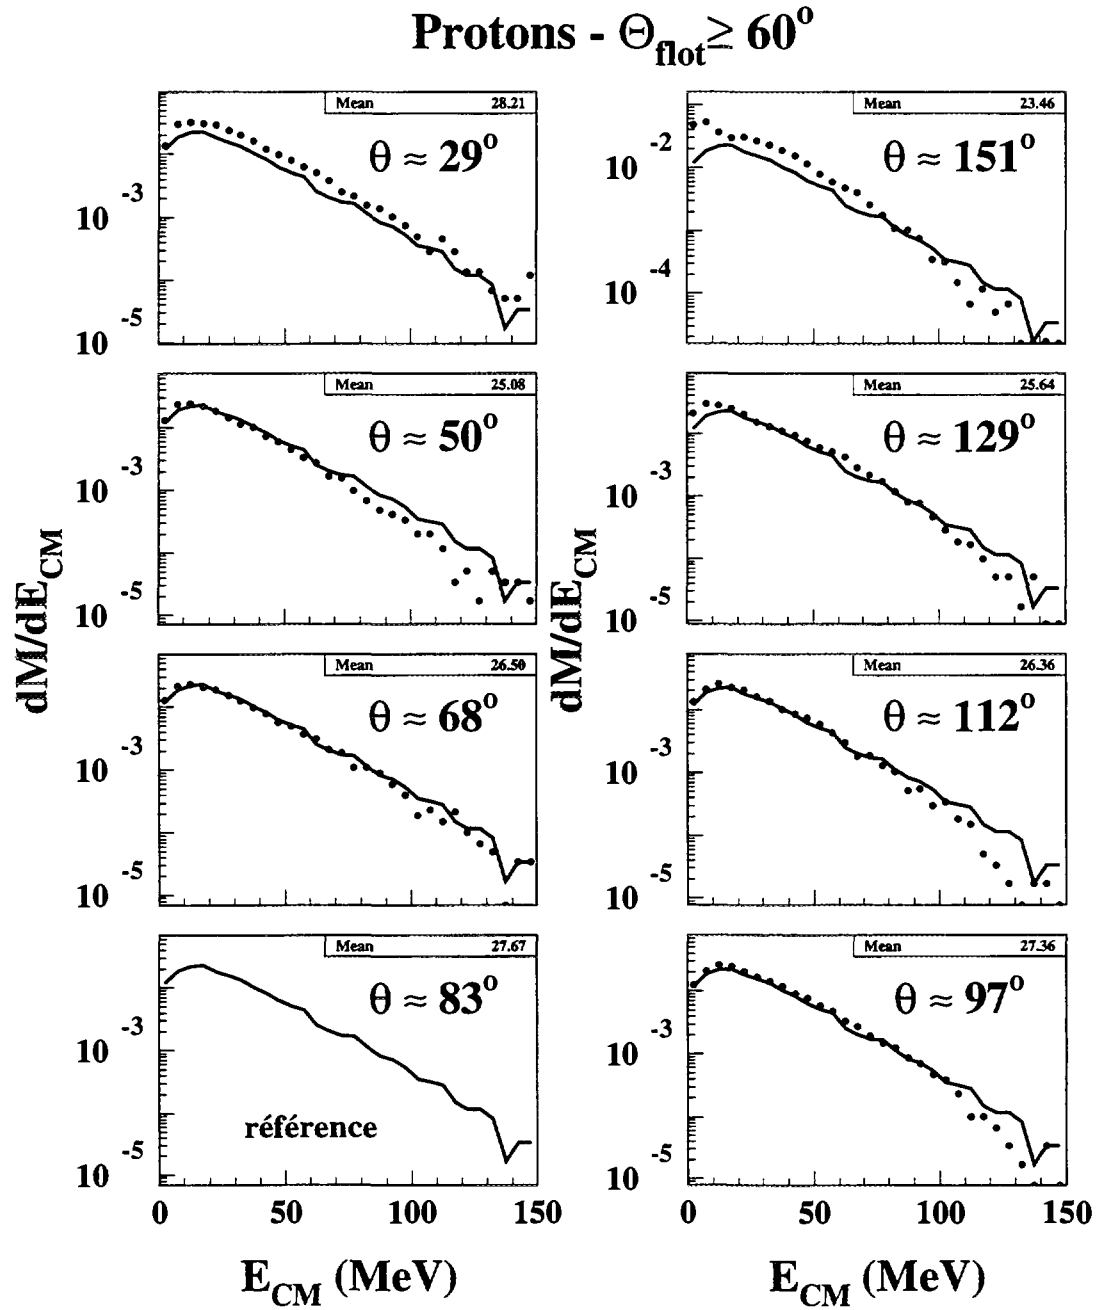 Protons - Θflot ≥ 60°
Mean 28.21
θ ≈ 29°
10 -3
10 -5
Mean 23.46
θ ≈ 151°
10 -2
10 -4
Mean 25.08
θ ≈ 50°
10 -3
10 -5
Mean 25.64
θ ≈ 129°
10 -3
10 -5
Mean 26.50
θ ≈ 68°
10 -3
10 -5
Mean 26.36
θ ≈ 112°
10 -3
10 -5
Mean 27.67
θ ≈ 83°
référence
10 -3
10 -5
Mean 27.36
θ ≈ 97°
10 -3
10 -5
dM/dECM
dM/dECM
0 50 100 150
0 50 100 150
ECM (MeV)
ECM (MeV)